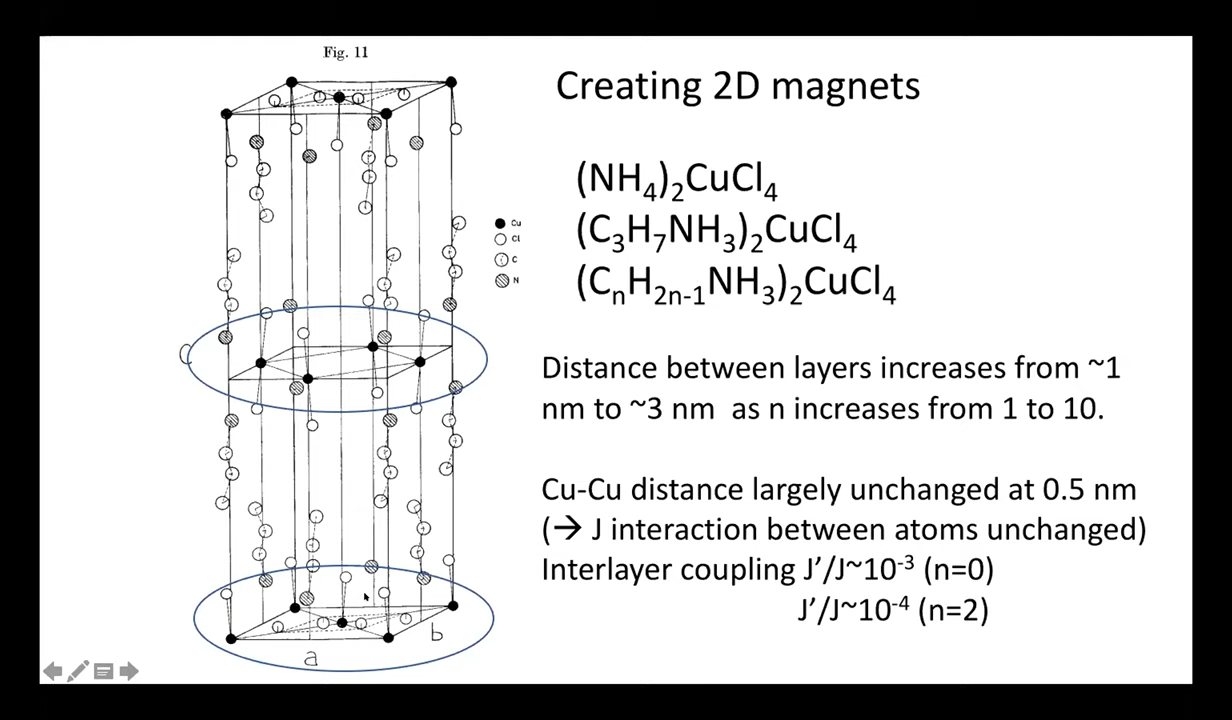 Fig. 11
Creating 2D magnets
(NH₄)₂CuCl₄
(C₃H₇NH₃)₂CuCl₄
(CₙH₂ₙ₋₁NH₃)₂CuCl₄
Cu
Cl
C
N
Distance between layers increases from ~1
nm to ~3 nm as n increases from 1 to 10.
Cu-Cu distance largely unchanged at 0.5 nm
(→ J interaction between atoms unchanged)
Interlayer coupling J’/J~10⁻³ (n=0)
J’/J~10⁻⁴ (n=2)
C
b
a